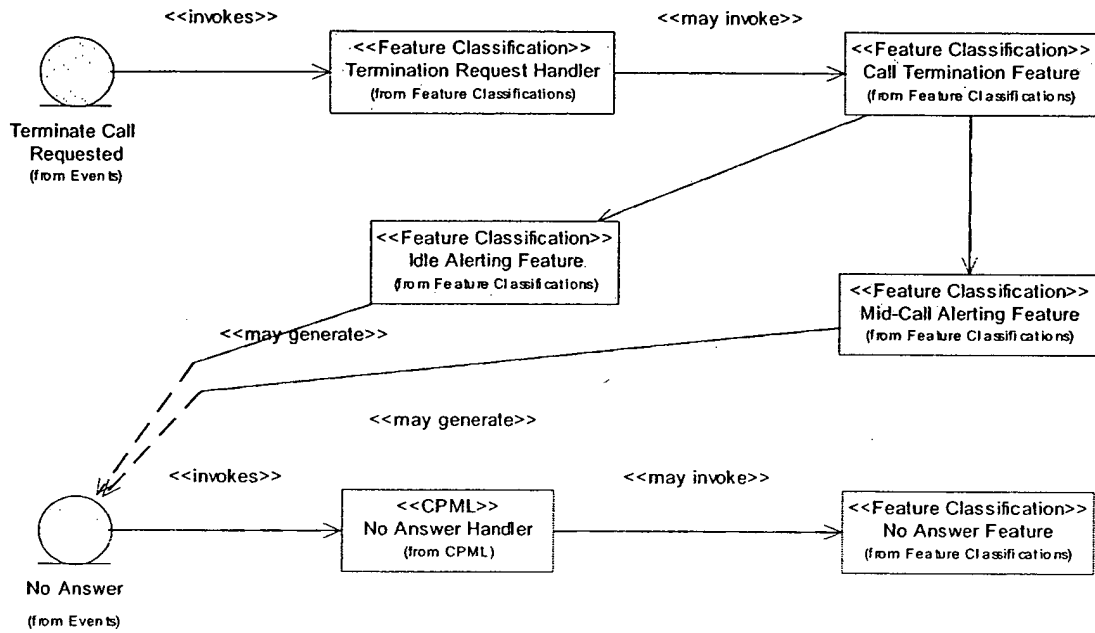 <<invokes>>
<<may invoke>>
<<Feature Classification>>
Termination Request Handler
(from Feature Classifications)
<<Feature Classification>>
Call Termination Feature
(from Feature Classifications)
Terminate Call
Requested
(from Events)
<<Feature Classification>>
Idle Alerting Feature
(from Feature Classifications)
<<Feature Classification>>
Mid-Call Alerting Feature
(from Feature Classifications)
<<may generate>>
<<may generate>>
<<invokes>>
<<may invoke>>
<<CPML>>
No Answer Handler
(from CPML)
<<Feature Classification>>
No Answer Feature
(from Feature Classifications)
No Answer
(from Events)